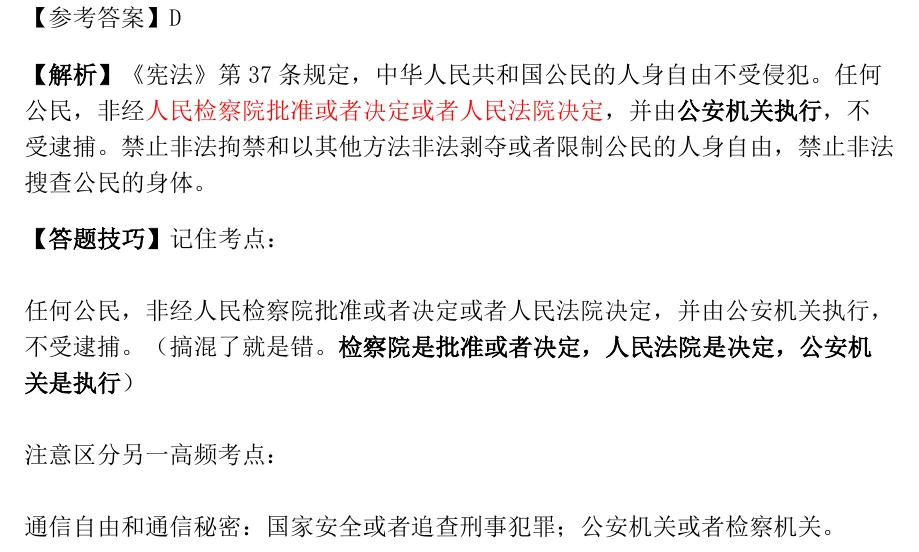 【参考答案】D
【解析】《宪法》第 37 条规定，中华人民共和国公民的人身自由不受侵犯。任何
公民，非经人民检察院批准或者决定或者人民法院决定，并由公安机关执行，不
受逮捕。禁止非法拘禁和以其他方法非法剥夺或者限制公民的人身自由，禁止非法
搜查公民的身体。
【答题技巧】记住考点：
任何公民，非经人民检察院批准或者决定或者人民法院决定，并由公安机关执行，
不受逮捕。（搞混了就是错。检察院是批准或者决定，人民法院是决定，公安机
关是执行）
注意区分另一高频考点：
通信自由和通信秘密：国家安全或者追查刑事犯罪；公安机关或者检察机关。